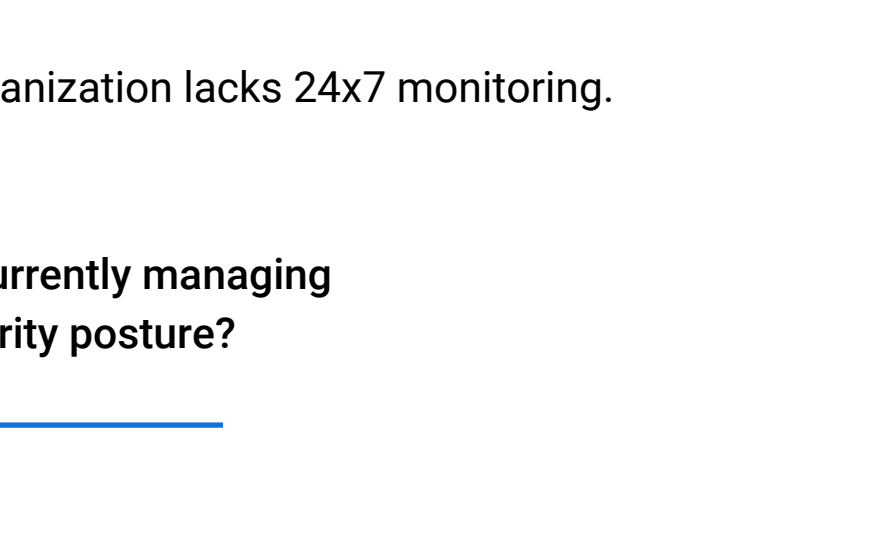 anization lacks 24x7 monitoring.
urrently managing
rity posture?